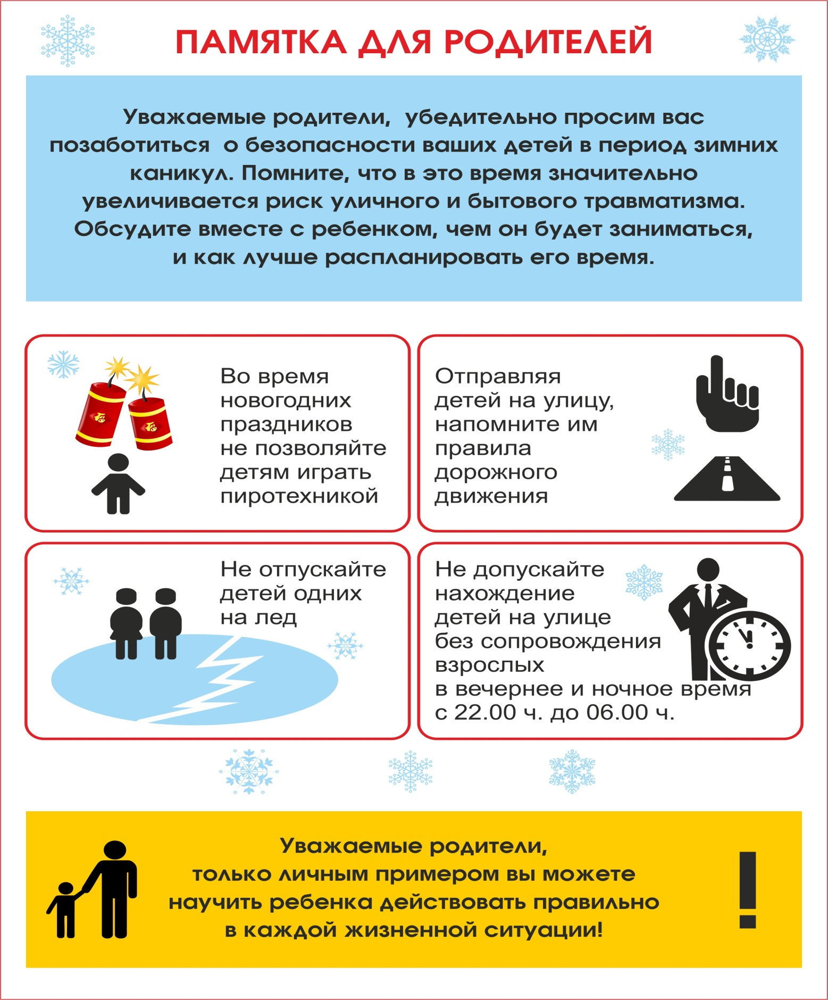 ПАМЯТКА ДЛЯ РОДИТЕЛЕЙ
Уважаемые родители, убедительно просим вас
позаботиться о безопасности ваших детей в период зимних
каникул. Помните, что в это время значительно
увеличивается риск уличного и бытового травматизма.
Обсудите вместе с ребенком, чем он будет заниматься,
и как лучше распланировать его время.
Во время
новогодних
праздников
не позволяйте
детям играть
пиротехникой
Отправляя
детей на улицу,
напомните им
правила
дорожного
движения
Не отпускайте
детей одних
на лед
Не допускайте
нахождение
детей на улице
без сопровождения
взрослых
в вечернее и ночное время
с 22.00 ч. до 06.00 ч.
Уважаемые родители,
только личным примером вы можете
научить ребенка действовать правильно
в каждой жизненной ситуации!
!